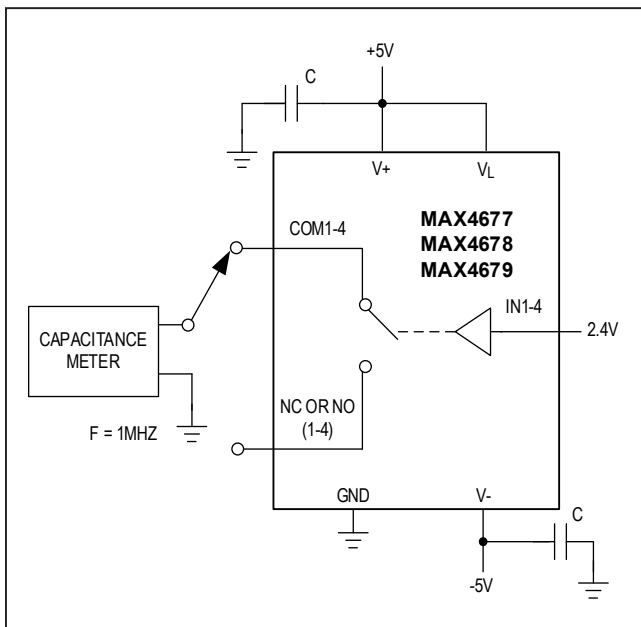 +5V
C
V+
VL
COM1-4
MAX4677
MAX4678
MAX4679
IN1-4
2.4V
CAPACITANCE
METER
F = 1MHZ
NC OR NO
(1-4)
GND
V-
C
-5V